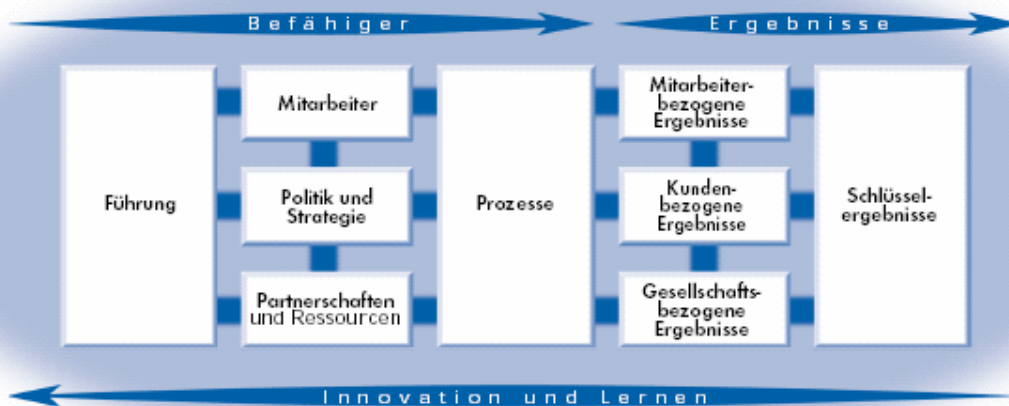 Befähiger
Ergebnisse
Führung
Mitarbeiter
Politik und
Strategie
Partnerschaften
und Ressourcen
Prozesse
Mitarbeiter-
bezogene
Ergebnisse
Kunden-
bezogene
Ergebnisse
Gesellschafts-
bezogene
Ergebnisse
Schlüssel-
ergebnisse
Innovation und Lernen